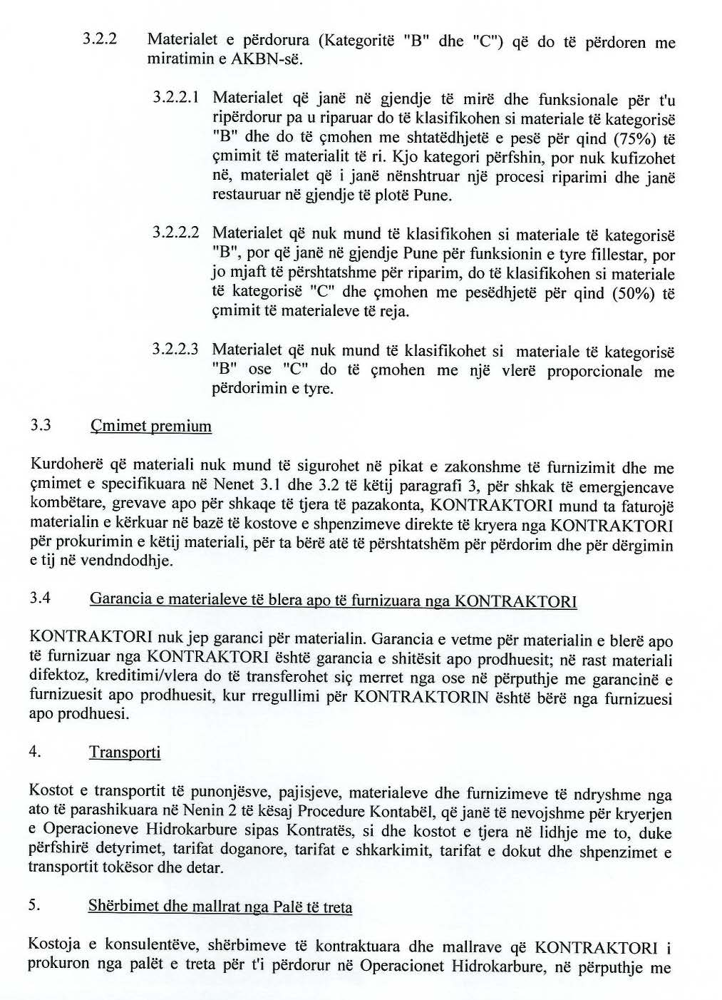 3.2.2 Materialet e përdorura (Kategoritë "B" dhe "C") që do të përdoren me
miratimin e AKBN-së.
3.2.2.1 Materialet që janë në gjendje të mirë dhe funksionale për t'u
ripërdorur pa u riparuar do të klasifikohen si materiale të kategorisë
"B" dhe do të çmohen me shtatëdhjetë e pesë për qind (75%) të
çmimit të materialit të ri. Kjo kategori përfshin, por nuk kufizohet
në, materialet që i janë nënshtruar një procesi riparimi dhe janë
restauruar në gjendje të plotë Pune.
3.2.2.2 Materialet që nuk mund të klasifikohen si materiale të kategorisë
"B", por që janë në gjendje Pune për funksionin e tyre fillestar, por
jo mjaft të përshtatshme për riparim, do të klasifikohen si materiale
të kategorisë "C" dhe çmohen me pesëdhjetë për qind (50%) të
çmimit të materialeve të reja.
3.2.2.3 Materialet që nuk mund të klasifikohet si materiale të kategorisë
"B" ose "C" do të çmohen me një vlerë proporcionale me
përdorimin e tyre.
3.3 Çmimet premium
Kurdoherë që materiali nuk mund të sigurohet në pikat e zakonshme të furnizimit dhe me
çmimet e specifikuara në Nenet 3.1 dhe 3.2 të këtij paragrafi 3, për shkak të emergjencave
kombëtare, grevave apo për shkaqe të tjera të pazakonta, KONTRAKTORI mund ta faturojë
materialin e kërkuar në bazë të kostove e shpenzimeve direkte të kryera nga KONTRAKTORI
për prokurimin e këtij materiali, për ta bërë atë të përshtatshëm për përdorim dhe për dërgimin
e tij në vendndodhje.
3.4 Garancia e materialeve të blera apo të furnizuara nga KONTRAKTORI
KONTRAKTORI nuk jep garanci për materialin. Garancia e vetme për materialin e blerë apo
të furnizuar nga KONTRAKTORI është garancia e shitësit apo prodhuesit; në rast materiali
difektoz, kreditimi/vlera do të transferohet siç merret nga ose në përputhje me garancinë e
furnizuesit apo prodhuesit, kur rregullimi për KONTRAKTORIN është bërë nga furnizuesi
apo prodhuesi.
4. Transporti
Kostot e transportit të punonjësve, pajisjeve, materialeve dhe furnizimeve të ndryshme nga
ato të parashikuara në Nenin 2 të kësaj Procedure Kontabël, që janë të nevojshme për kryerjen
e Operacioneve Hidrokarbure sipas Kontratës, si dhe kostot e tjera në lidhje me to, duke
përfshirë detyrimet, tarifat doganore, tarifat e shkarkimit, tarifat e dokut dhe shpenzimet e
transportit tokësor dhe detar.
5. Shërbimet dhe mallrat nga Palë të treta
Kostoja e konsulentëve, shërbimeve të kontraktuara dhe mallrave që KONTRAKTORI i
prokuron nga palët e treta për t'i përdorur në Operacionet Hidrokarbure, në përputhje me